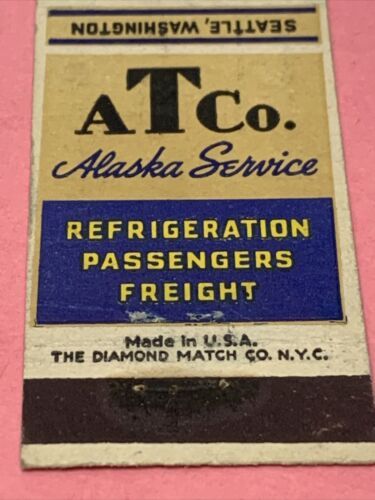 SEATTLE, WASHINGTON
ATCo.
Alaska Service
REFRIGERATION
PASSENGERS
FREIGHT
Made in U.S.A.
THE DIAMOND MATCH CO. N.Y.C.